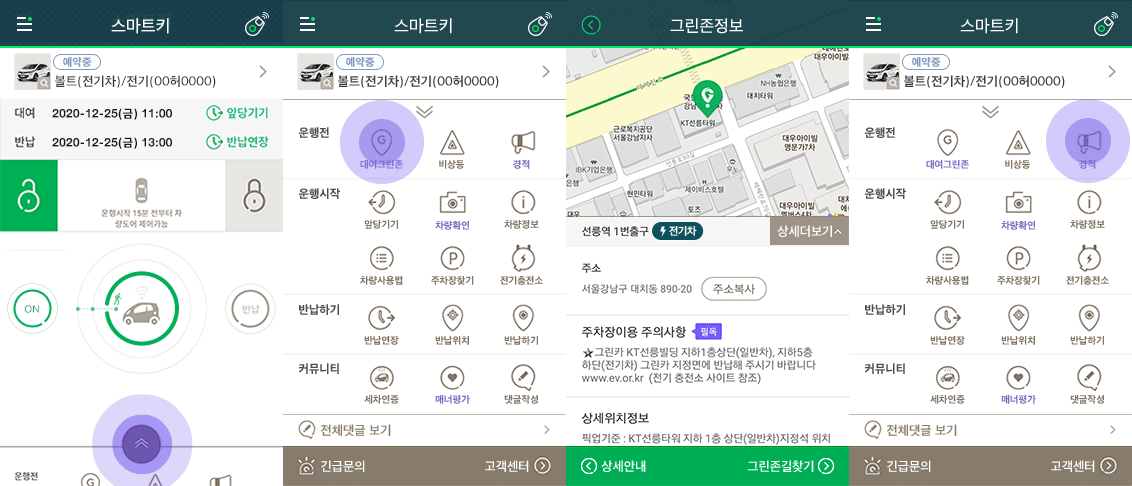 스마트키
예약중
볼트(전기차)/전기(00허0000)
대여 2020-12-25(금) 11:00 앞당기기
반납 2020-12-25(금) 13:00 반납연장
운행시작 15분 전부터 차
량도어 제어가능
ON
반납
운행전
스마트키
예약중
볼트(전기차)/전기(00허0000)
운행전
대여그린존 비상등 경적
운행시작
앞당기기 차량확인 차량정보
차량사용법 주차장찾기 전기충전소
반납하기
반납연장 반납위치 반납하기
커뮤니티
세차인증 매너평가 댓글작성
전체댓글 보기
긴급문의 고객센터
그린존정보
대우아이빌
NH농협은행
대치타워
KT선릉타워
근로복지공단
서울강남지사
대우아이빌
명문가7차
IBK기업은행
우노
제이비스호텔
현민타워
토즈
선릉역 1번출구 전기차 상세더보기
주소
서울강남구 대치동 890-20 주소복사
주차장이용 주의사항 필독
★그린카 KT선릉빌딩 지하1층상단(일반차), 지하5층
하단(전기차) 그린카 지정면에 반납해 주시기 바랍니다
www.ev.or.kr (전기 충전소 사이트 참조)
상세위치정보
픽업기준 : KT선릉타워 지하 1층 상단(일반차)지정석 위치
상세안내 그린존길찾기
스마트키
예약중
볼트(전기차)/전기(00허0000)
운행전
대여그린존 비상등 경적
운행시작
앞당기기 차량확인 차량정보
차량사용법 주차장찾기 전기충전소
반납하기
반납연장 반납위치 반납하기
커뮤니티
세차인증 매너평가 댓글작성
전체댓글 보기
긴급문의 고객센터